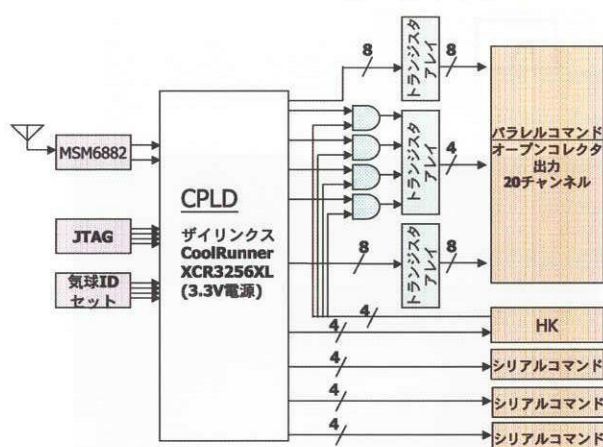 8
トランジスタ
アレイ
8
MSM6882
JTAG
気球ID
セット
CPLD
ザイリンクス
CoolRunner
XCR3256XL
(3.3V電源)
トランジスタ
アレイ
4
パラレルコマンド
オープンコレクタ
出力
20チャンネル
8
トランジスタ
アレイ
8
4
4
HK
4
シリアルコマンド
4
シリアルコマンド
4
シリアルコマンド